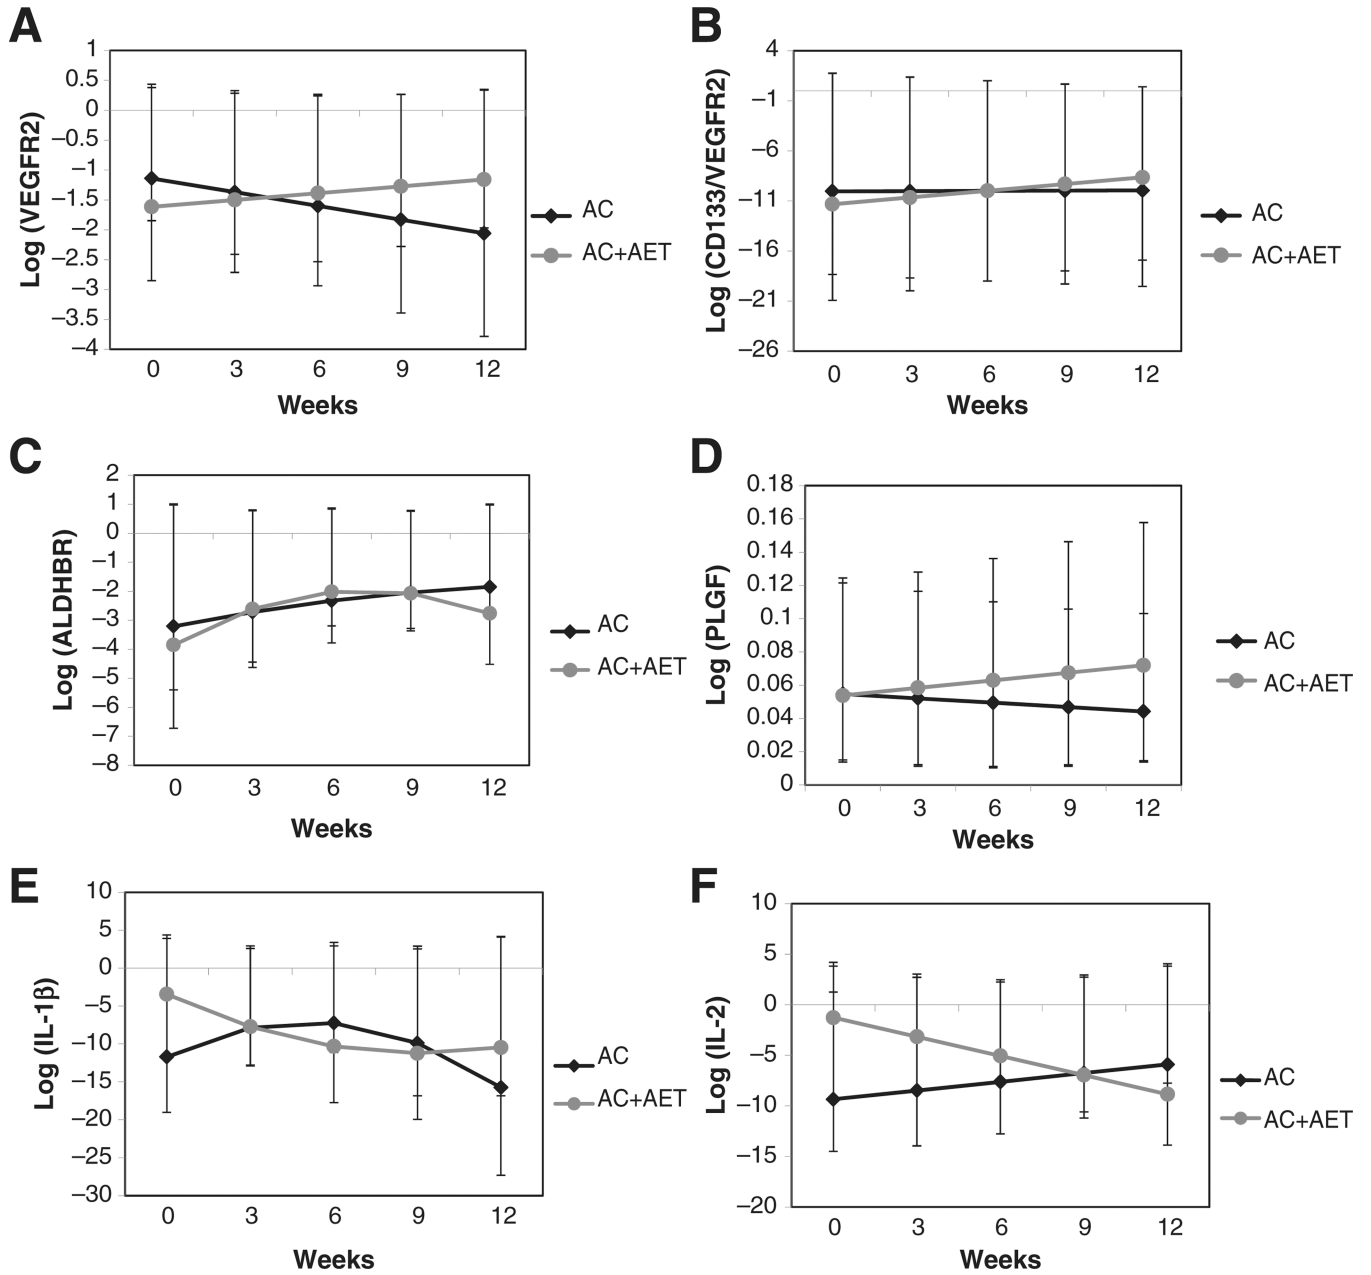 A
Log (VEGFR2)
1
0.5
0
−0.5
−1
−1.5
−2
−2.5
−3
−3.5
−4
0 3 6 9 12
Weeks
AC
AC+AET
B
Log (CD133/VEGFR2)
4
−1
−6
−11
−16
−21
−26
0 3 6 9 12
Weeks
AC
AC+AET
C
Log (ALDHBR)
2
1
0
−1
−2
−3
−4
−5
−6
−7
−8
0 3 6 9 12
Weeks
AC
AC+AET
D
Log (PLGF)
0.18
0.16
0.14
0.12
0.1
0.08
0.06
0.04
0.02
0
0 3 6 9 12
Weeks
AC
AC+AET
E
Log (IL-1β)
10
5
0
−5
−10
−15
−20
−25
−30
0 3 6 9 12
Weeks
AC
AC+AET
F
Log (IL-2)
10
5
0
−5
−10
−15
−20
0 3 6 9 12
Weeks
AC
AC+AET